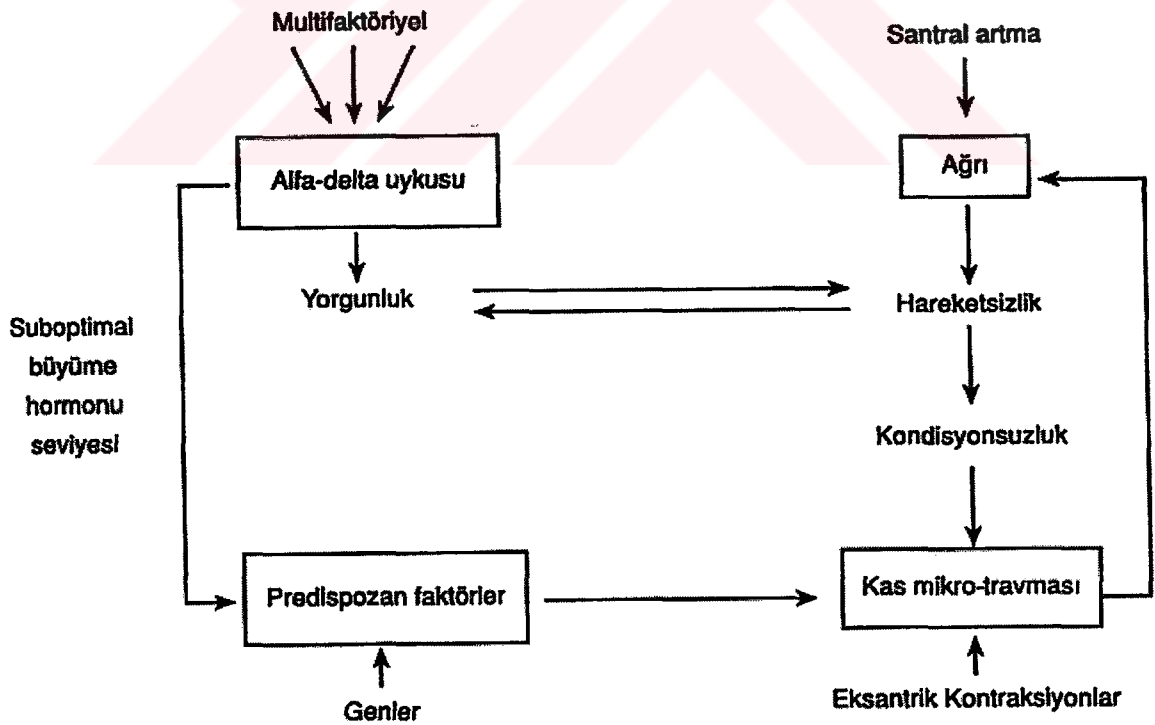 Multifaktöriyel
Santral artma
Alfa-delta uykusu
Ağrı
Yorgunluk
Hareketsizlik
Suboptimal
büyüme
hormonu
seviyesi
Kondisyonsuzluk
Predispozan faktörler
Kas mikro-travması
Genler
Eksantrik Kontraksiyonlar